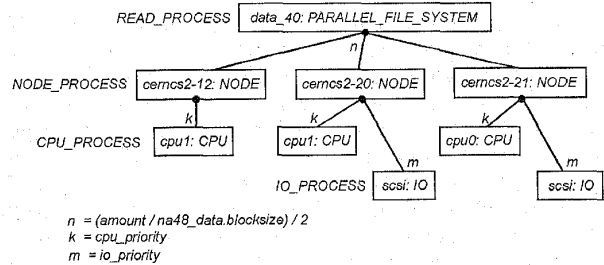 READ_PROCESS data_40: PARALLEL_FILE_SYSTEM
n
NODE_PROCESS cerncs2-12: NODE cerncs2-20: NODE cerncs2-21: NODE
k k k
CPU_PROCESS cpu1: CPU cpu1: CPU cpu0: CPU
m m
IO_PROCESS scsi: IO scsi: IO
n = (amount / na48_data.blocksize) / 2
k = cpu_priority
m = io_priority